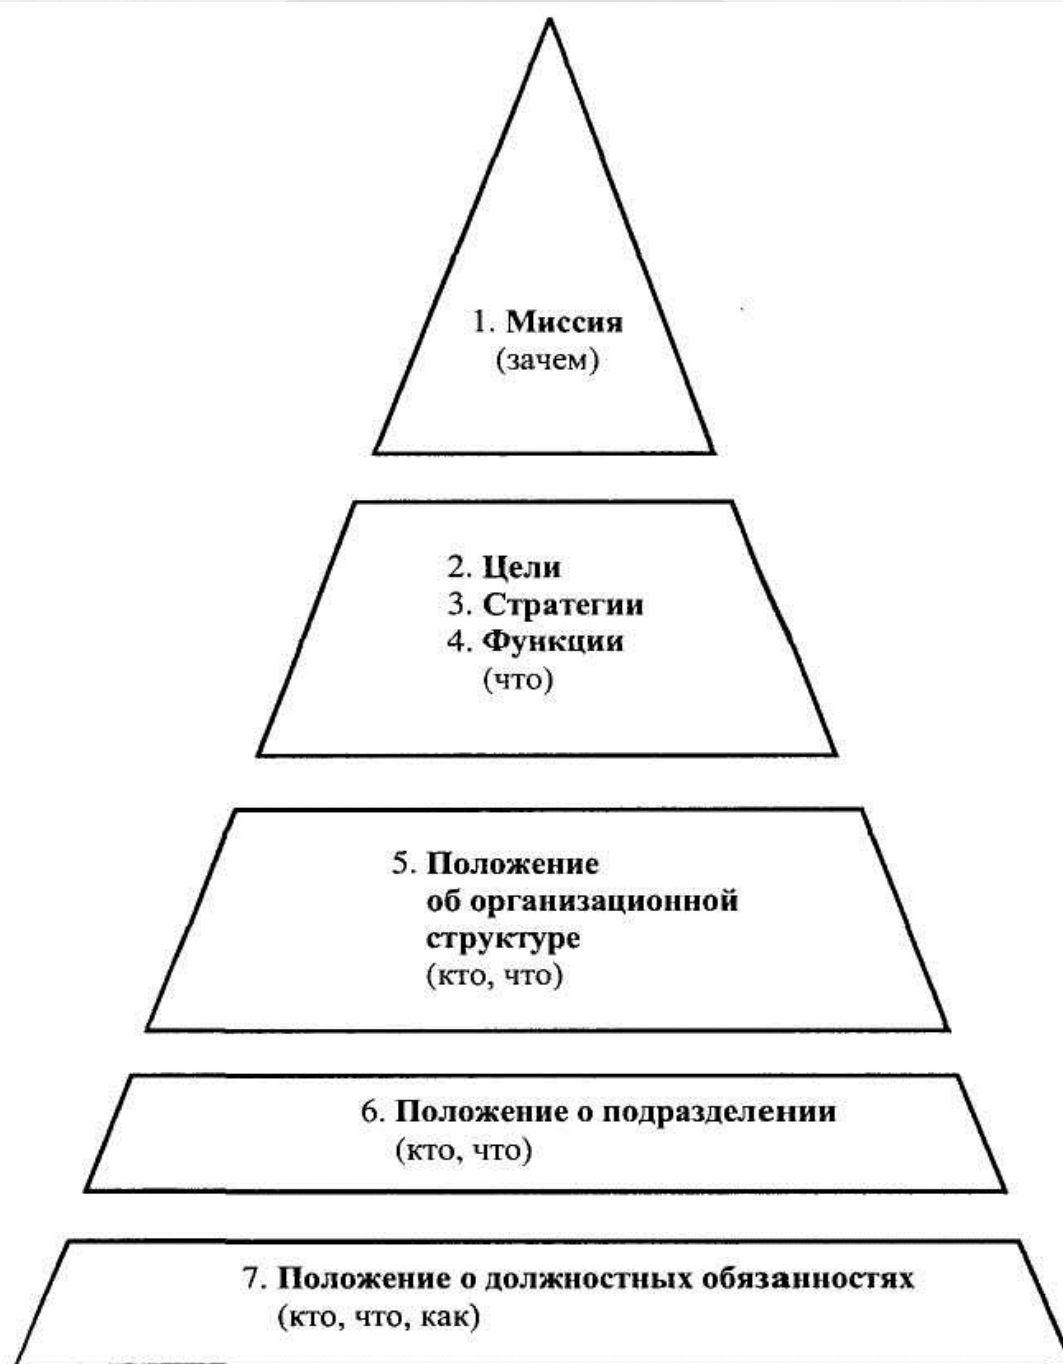 1. Миссия
(зачем)
2. Цели
3. Стратегии
4. Функции
(что)
5. Положение
об организационной
структуре
(кто, что)
6. Положение о подразделении
(кто, что)
7. Положение о должностных обязанностях
(кто, что, как)